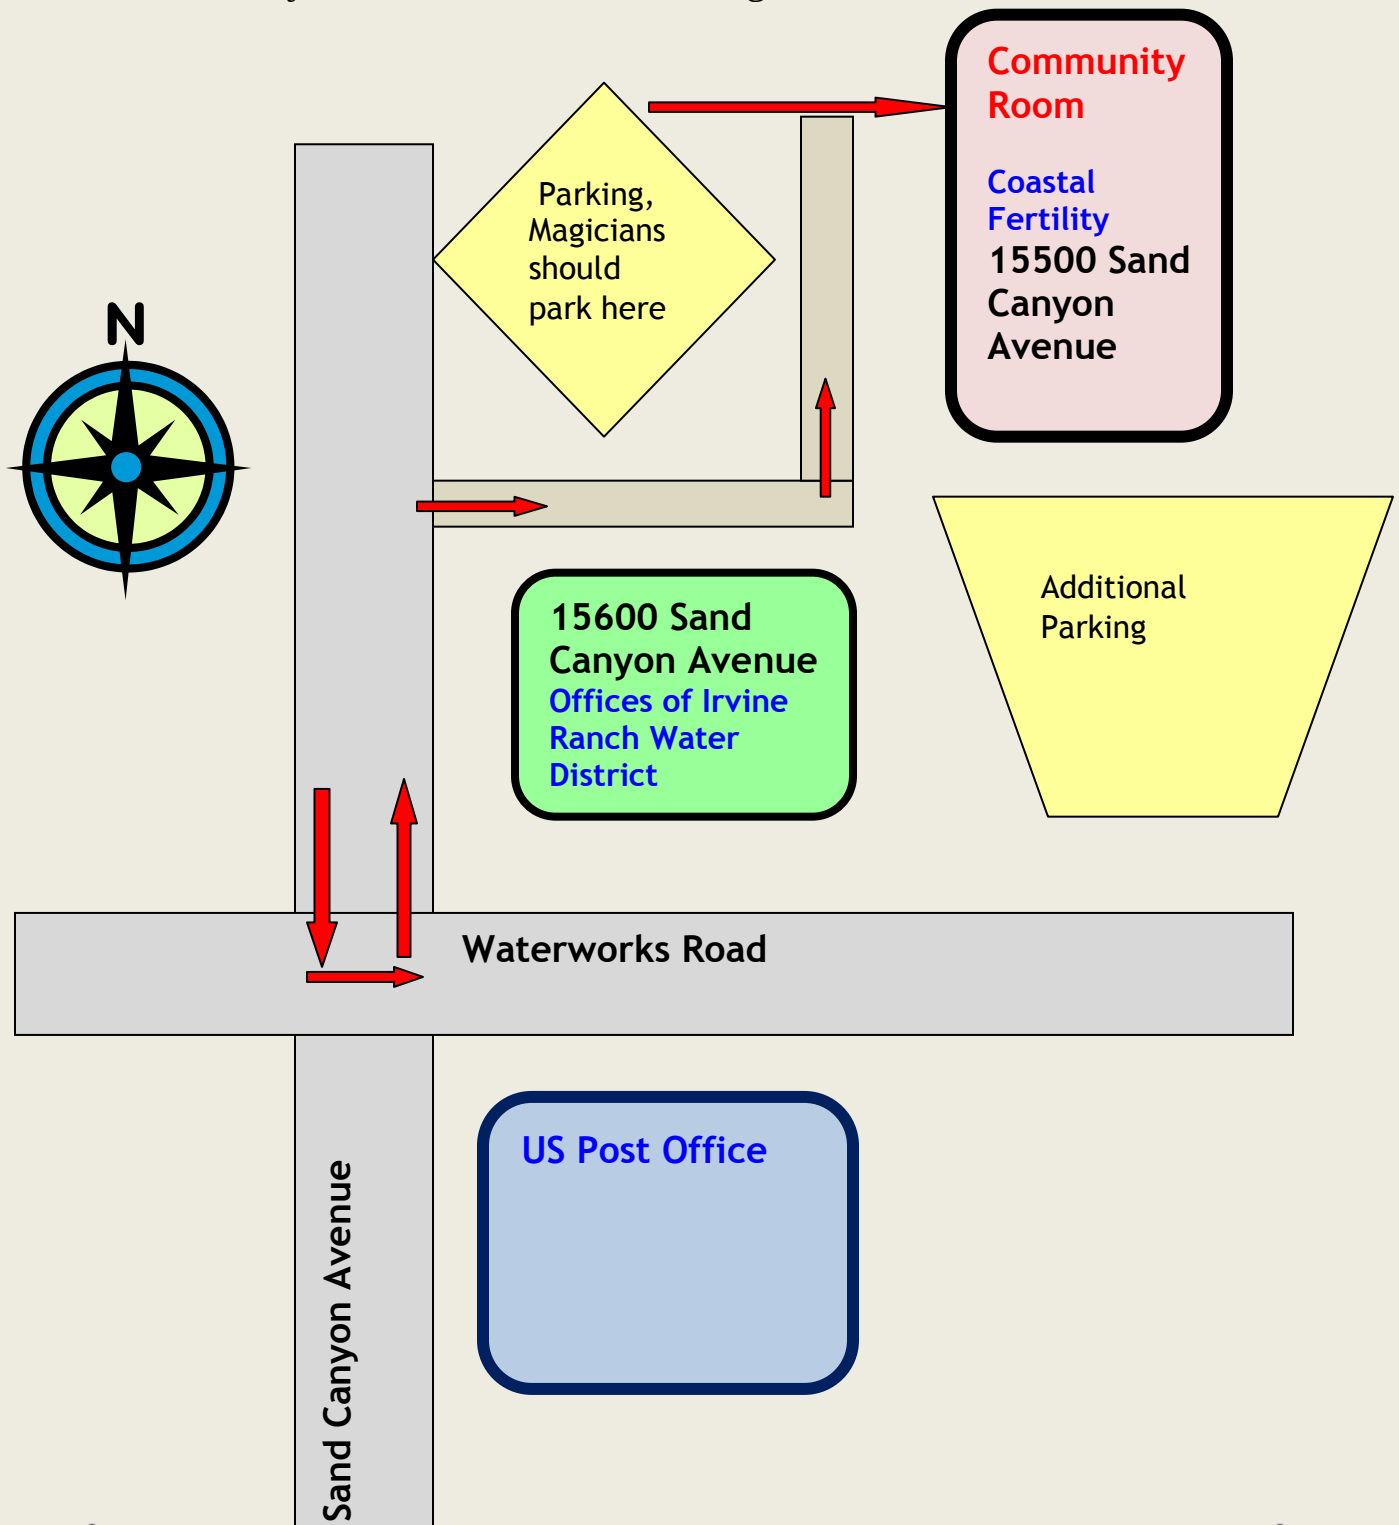 Community
Room
Coastal
Fertility
15500 Sand
Canyon
Avenue
Parking,
Magicians
should
park here
N
Additional
Parking
15600 Sand
Canyon Avenue
Offices of Irvine
Ranch Water
District
Waterworks Road
US Post Office
Sand Canyon Avenue